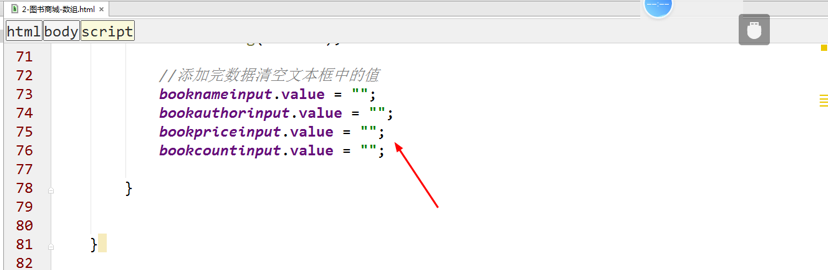 2-图书商城-数组.html ×
html body script
71
72 //添加完数据清空文本框中的值
73 booknameinput.value = "";
74 bookauthorinput.value = "";
75 bookpriceinput.value = "";
76 bookcountinput.value = "";
77
78 }
79
80
81 }
82